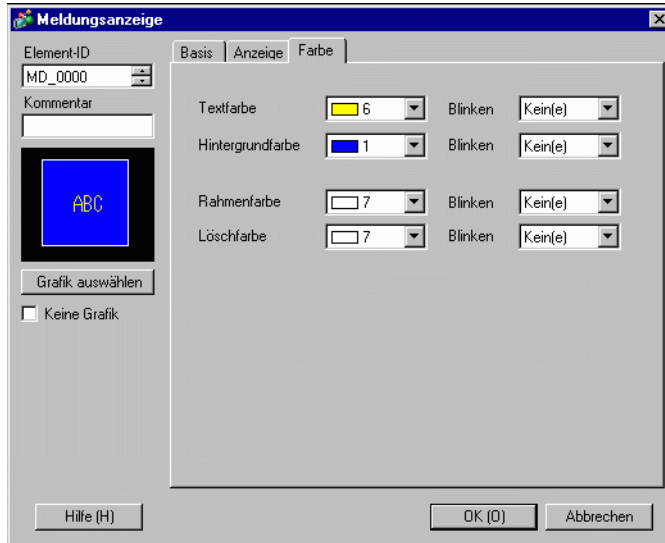 Meldungsanzeige
Element-ID
MD_0000
Kommentar
ABC
Grafik auswählen
Keine Grafik
Basis Anzeige Farbe
Textfarbe 6 Blinken Kein(e)
Hintergrundfarbe 1 Blinken Kein(e)
Rahmenfarbe 7 Blinken Kein(e)
Löschfarbe 7 Blinken Kein(e)
Hilfe (H) OK (O) Abbrechen